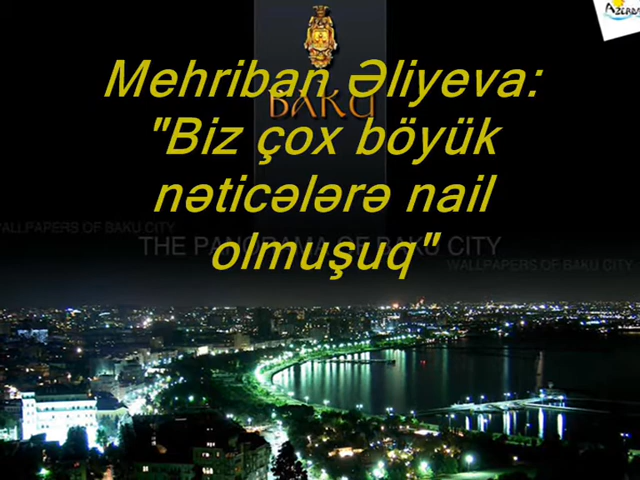 AZERBA
Mehriban Əliyeva:
BAKU
"Biz çox böyük
nəticələrə nail
WALLPAPERS OF BAKU CITY
THE PANORAMA OF BAKU CITY
olmuşuq"
WALLPAPERS OF BAKU CITY